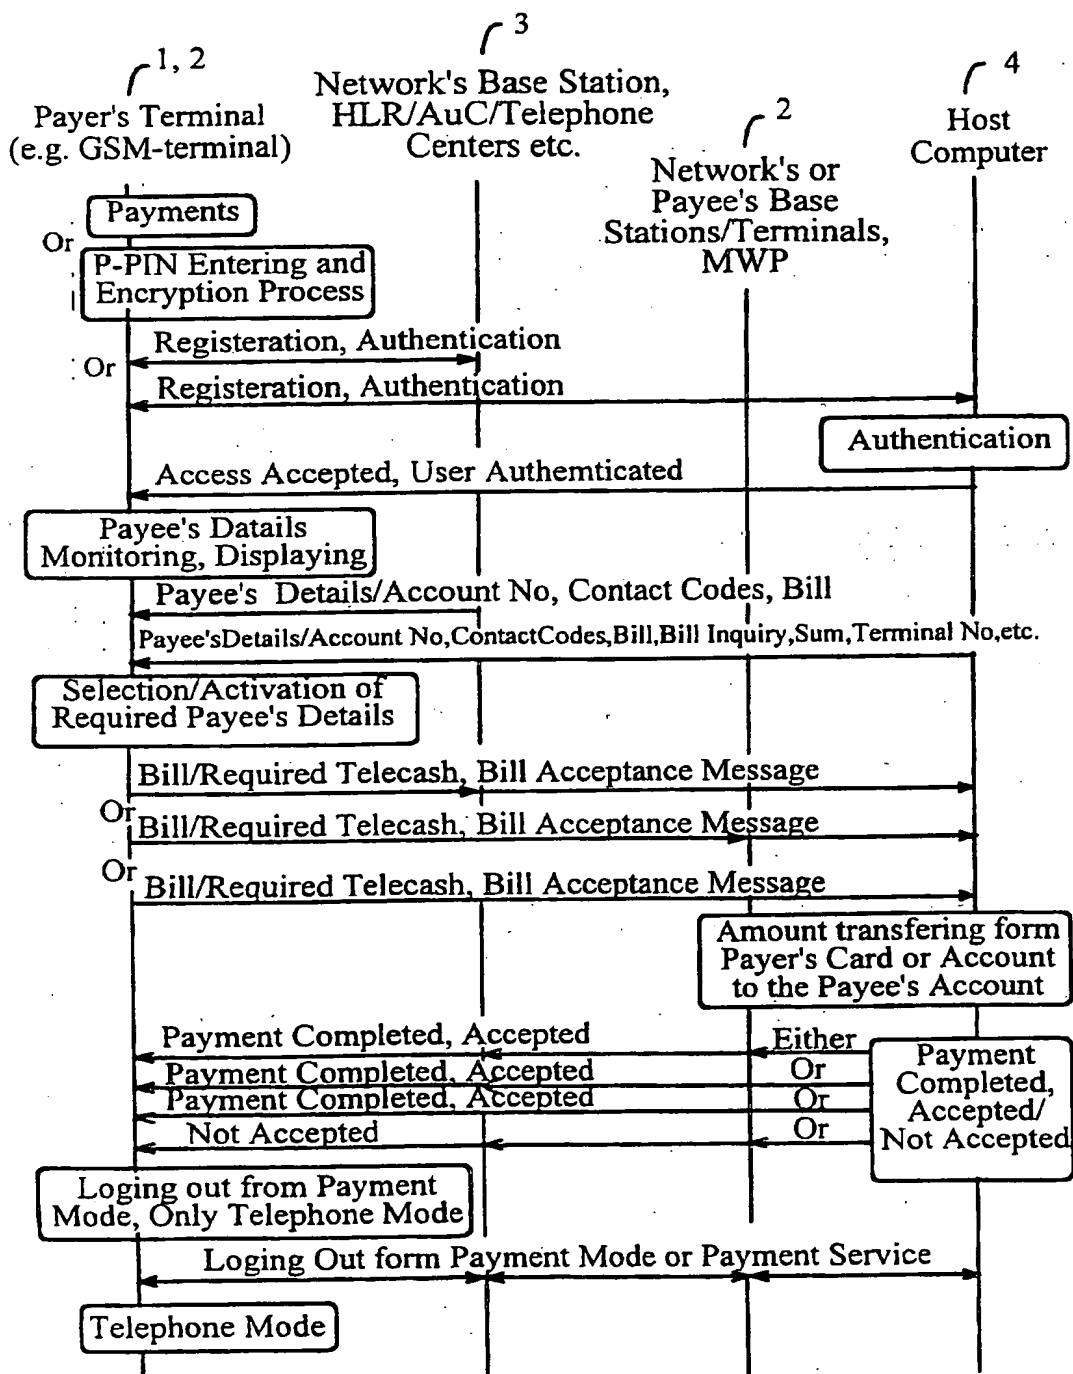 1, 2
3
Payer's Terminal
(e.g. GSM-terminal)
Network's Base Station,
HLR/AuC/Telephone
Centers etc.
2
Network's or
Payee's Base
Stations/Terminals,
MWP
4
Host
Computer
Payments
Or
P-PIN Entering and
Encryption Process
Registeration, Authentication
Or
Registeration, Authentication
Authentication
Access Accepted, User Authemticated
Payee's Datails
Monitoring, Displaying
Payee's Details/Account No, Contact Codes, Bill
Payee'sDetails/Account No,ContactCodes,Bill,Bill Inquiry,Sum,Terminal No,etc.
Selection/Activation of
Required Payee's Details
Bill/Required Telecash, Bill Acceptance Message
Or
Bill/Required Telecash, Bill Acceptance Message
Or
Bill/Required Telecash, Bill Acceptance Message
Amount transfering form
Payer's Card or Account
to the Payee's Account
Payment Completed, Accepted
Either
Payment Completed, Accepted
Or
Payment Completed, Accepted
Or
Not Accepted
Or
Payment
Completed,
Accepted/
Not Accepted
Loging out from Payment
Mode, Only Telephone Mode
Loging Out form Payment Mode or Payment Service
Telephone Mode